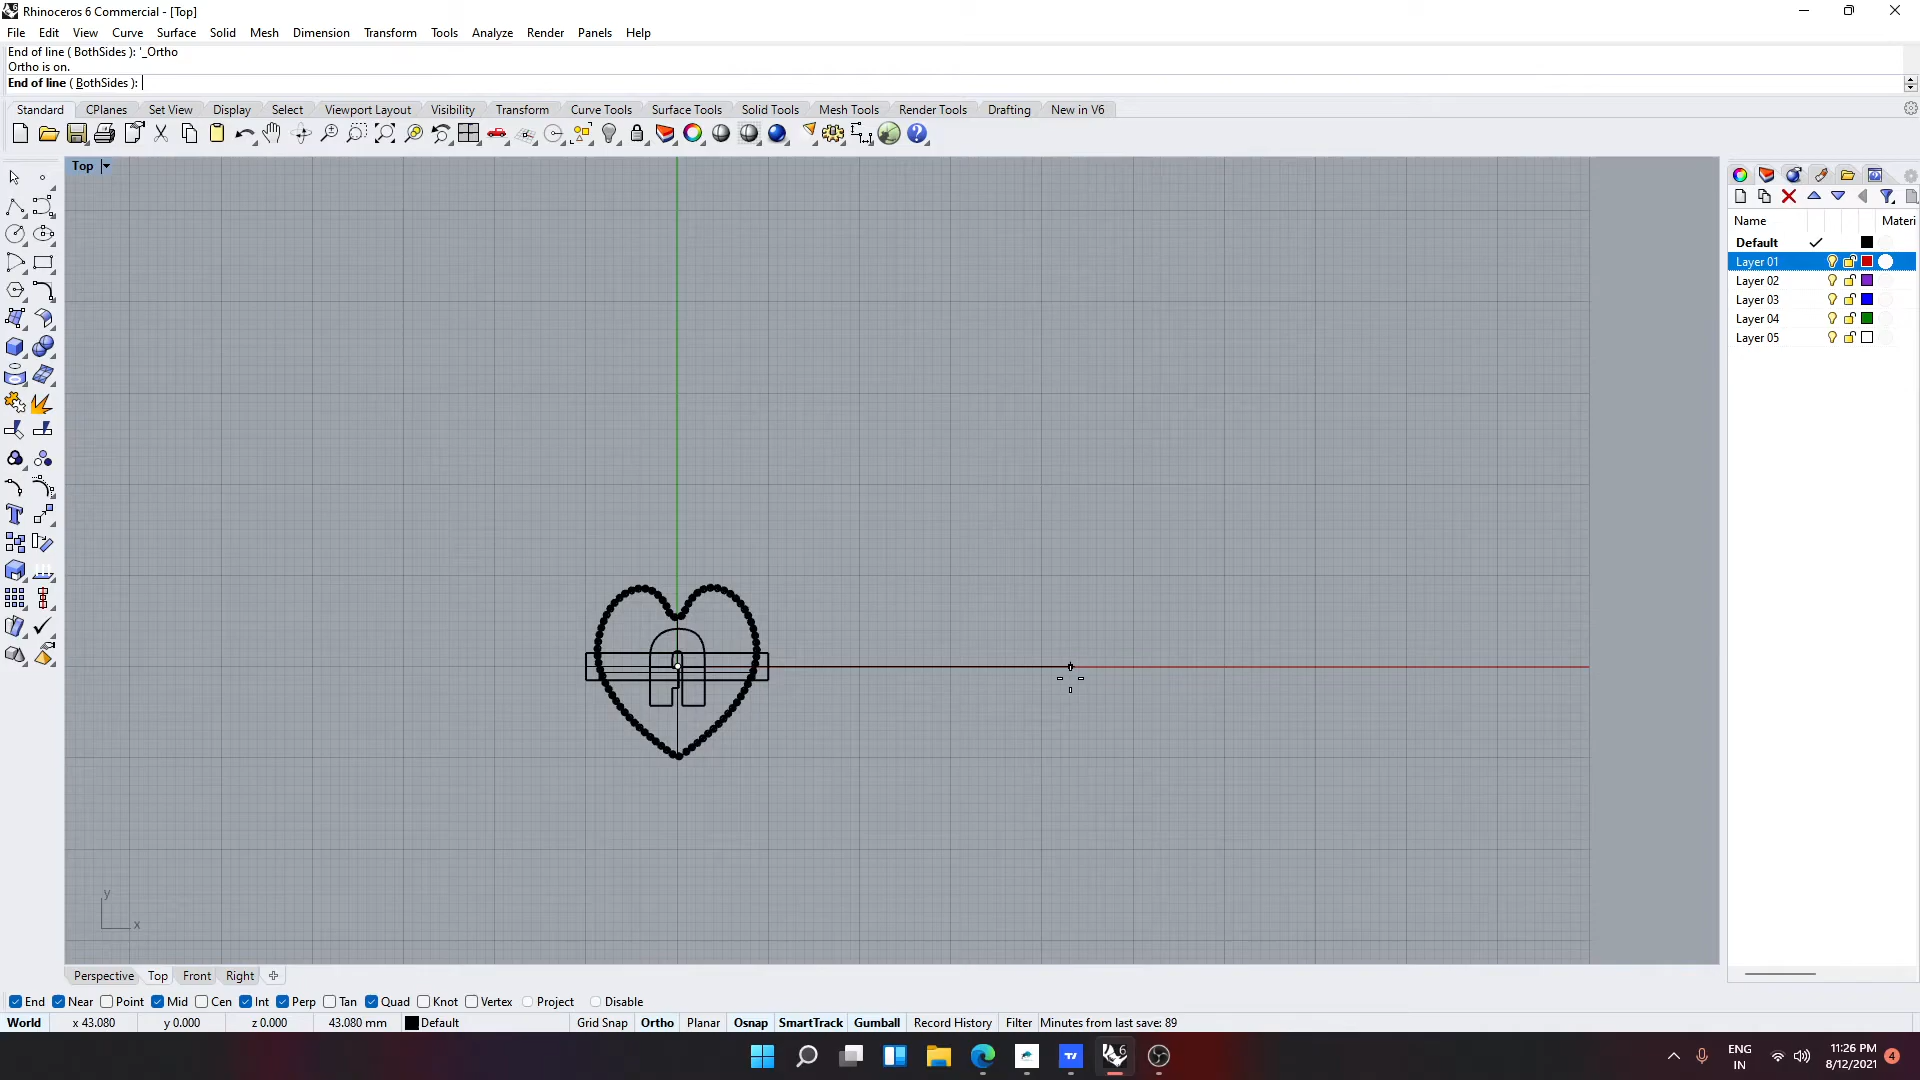 Rhinoceros 6 Commercial - [Top]
File Edit View Curve Surface Solid Mesh Dimension Transform Tools Analyze Render Panels Help
End of line ( BothSides ): '_Ortho
Ortho is on.
End of line ( BothSides ):
Standard CPlanes Set View Display Select Viewport Layout Visibility Transform Curve Tools Surface Tools Solid Tools Mesh Tools Render Tools Drafting New in V6
Top
Name Materi
Default
Layer 01
Layer 02
Layer 03
Layer 04
Layer 05
y
x
Perspective Top Front Right
End Near Point Mid Cen Int Perp Tan Quad Knot Vertex Project Disable
World x 43.080 y 0.000 z 0.000 43.080 mm Default Grid Snap Ortho Planar Osnap SmartTrack Gumball Record History Filter Minutes from last save: 89
ENG
IN
11:26 PM
8/12/2021
4